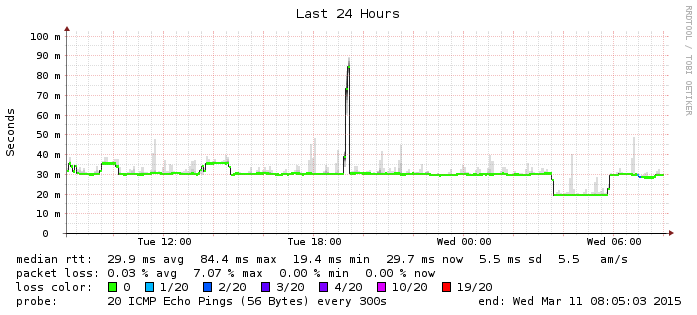 Last 24 Hours
RRDTOOL / TOBI OETIKER
Seconds
100 m
90 m
80 m
70 m
60 m
50 m
40 m
30 m
20 m
10 m
0
Tue 12:00 Tue 18:00 Wed 00:00 Wed 06:00
median rtt: 29.9 ms avg 84.4 ms max 19.4 ms min 29.7 ms now 5.5 ms sd 5.5 am/s
packet loss: 0.03 % avg 7.07 % max 0.00 % min 0.00 % now
loss color: 0 1/20 2/20 3/20 4/20 10/20 19/20
probe: 20 ICMP Echo Pings (56 Bytes) every 300s end: Wed Mar 11 08:05:03 2015